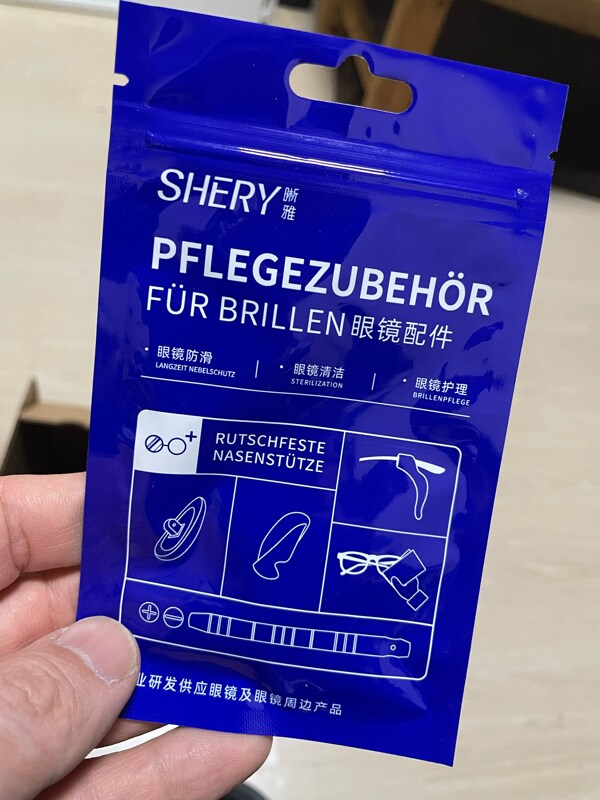 SHERY 晰雅
PFLEGEZUBEHÖR
FÜR BRILLEN 眼镜配件
· 眼镜防滑 | · 眼镜清洁 | · 眼镜护理
LANGZEIT NEBELSCHUTZ STERILIZATION BRILLENPFLEGE
RUTSCHFESTE
NASENSTÜTZE
业研发供应眼镜及眼镜周边产品